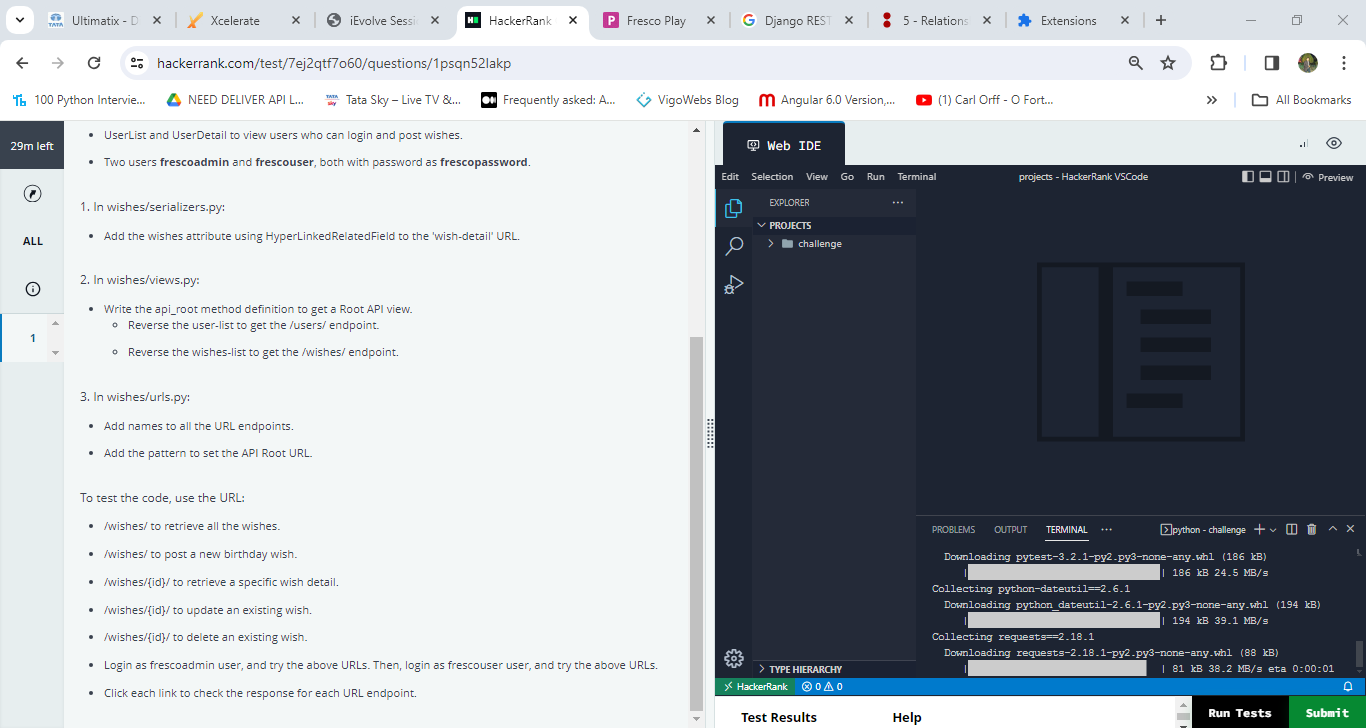 Ultimatix - D
Xcelerate
iEvolve Sessi
HackerRank
Fresco Play
Django REST
5 - Relations
Extensions
hackerrank.com/test/7ej2qtf7o60/questions/1psqn52lakp
100 Python Intervie...
NEED DELIVER API L...
Tata Sky – Live TV &...
Frequently asked: A...
VigoWebs Blog
Angular 6.0 Version,...
(1) Carl Orff - O Fort...
All Bookmarks
29m left
ALL
1
UserList and UserDetail to view users who can login and post wishes.
Two users frescoadmin and frescouser, both with password as frescopassword.
1. In wishes/serializers.py:
Add the wishes attribute using HyperLinkedRelatedField to the 'wish-detail' URL.
2. In wishes/views.py:
Write the api_root method definition to get a Root API view.
Reverse the user-list to get the /users/ endpoint.
Reverse the wishes-list to get the /wishes/ endpoint.
3. In wishes/urls.py:
Add names to all the URL endpoints.
Add the pattern to set the API Root URL.
To test the code, use the URL:
/wishes/ to retrieve all the wishes.
/wishes/ to post a new birthday wish.
/wishes/{id}/ to retrieve a specific wish detail.
/wishes/{id}/ to update an existing wish.
/wishes/{id}/ to delete an existing wish.
Login as frescoadmin user, and try the above URLs. Then, login as frescouser user, and try the above URLs.
Click each link to check the response for each URL endpoint.
Web IDE
Edit Selection View Go Run Terminal
projects - HackerRank VSCode
Preview
EXPLORER
PROJECTS
challenge
TYPE HIERARCHY
PROBLEMS OUTPUT TERMINAL
python - challenge
Downloading pytest-3.2.1-py2.py3-none-any.whl (186 kB)
| | 186 kB 24.5 MB/s
Collecting python-dateutil==2.6.1
Downloading python_dateutil-2.6.1-py2.py3-none-any.whl (194 kB)
| | 194 kB 39.1 MB/s
Collecting requests==2.18.1
Downloading requests-2.18.1-py2.py3-none-any.whl (88 kB)
| | 81 kB 38.2 MB/s eta 0:00:01
HackerRank
0 0
Test Results
Help
Run Tests
Submit